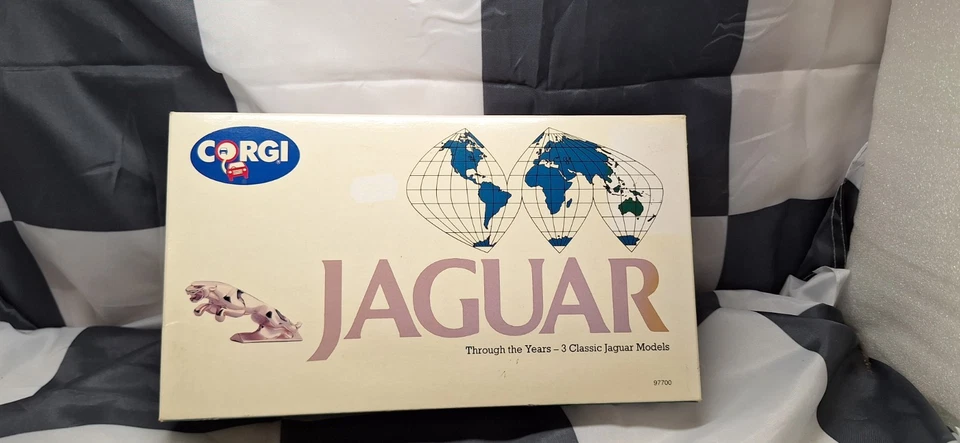 CORGI
JAGUAR
Through the Years – 3 Classic Jaguar Models
97700